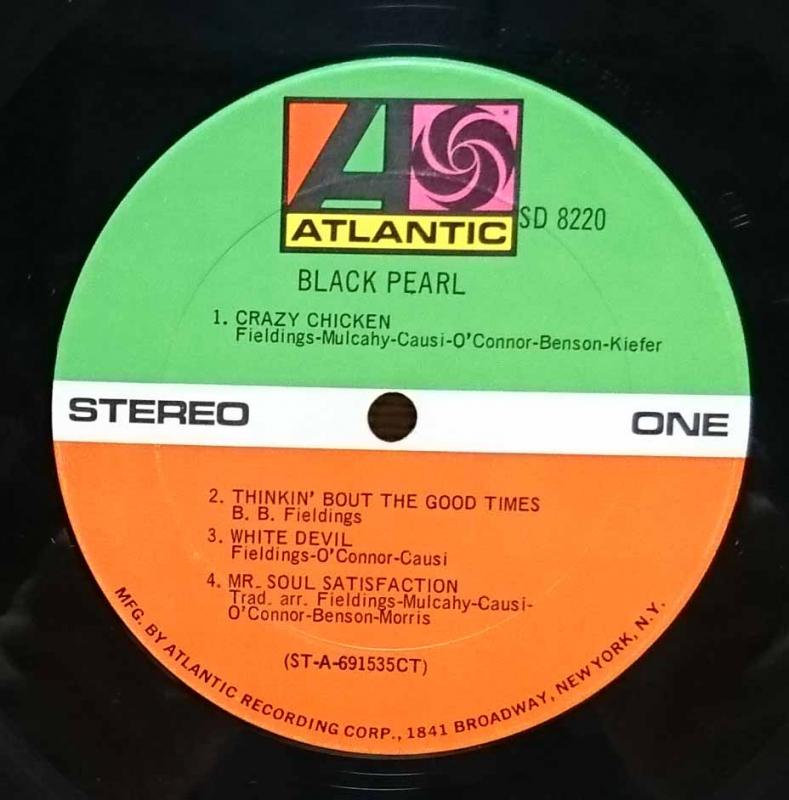 ATLANTIC
SD 8220
BLACK PEARL
1. CRAZY CHICKEN
Fieldings-Mulcahy-Causi-O'Connor-Benson-Kiefer
STEREO
ONE
2. THINKIN' BOUT THE GOOD TIMES
B. B. Fieldings
3. WHITE DEVIL
Fieldings-O'Connor-Causi
4. MR. SOUL SATISFACTION
Trad. arr. Fieldings-Mulcahy-Causi-
O'Connor-Benson-Morris
(ST-A-691535CT)
MFG. BY ATLANTIC RECORDING CORP., 1841 BROADWAY, NEW YORK, N.Y.